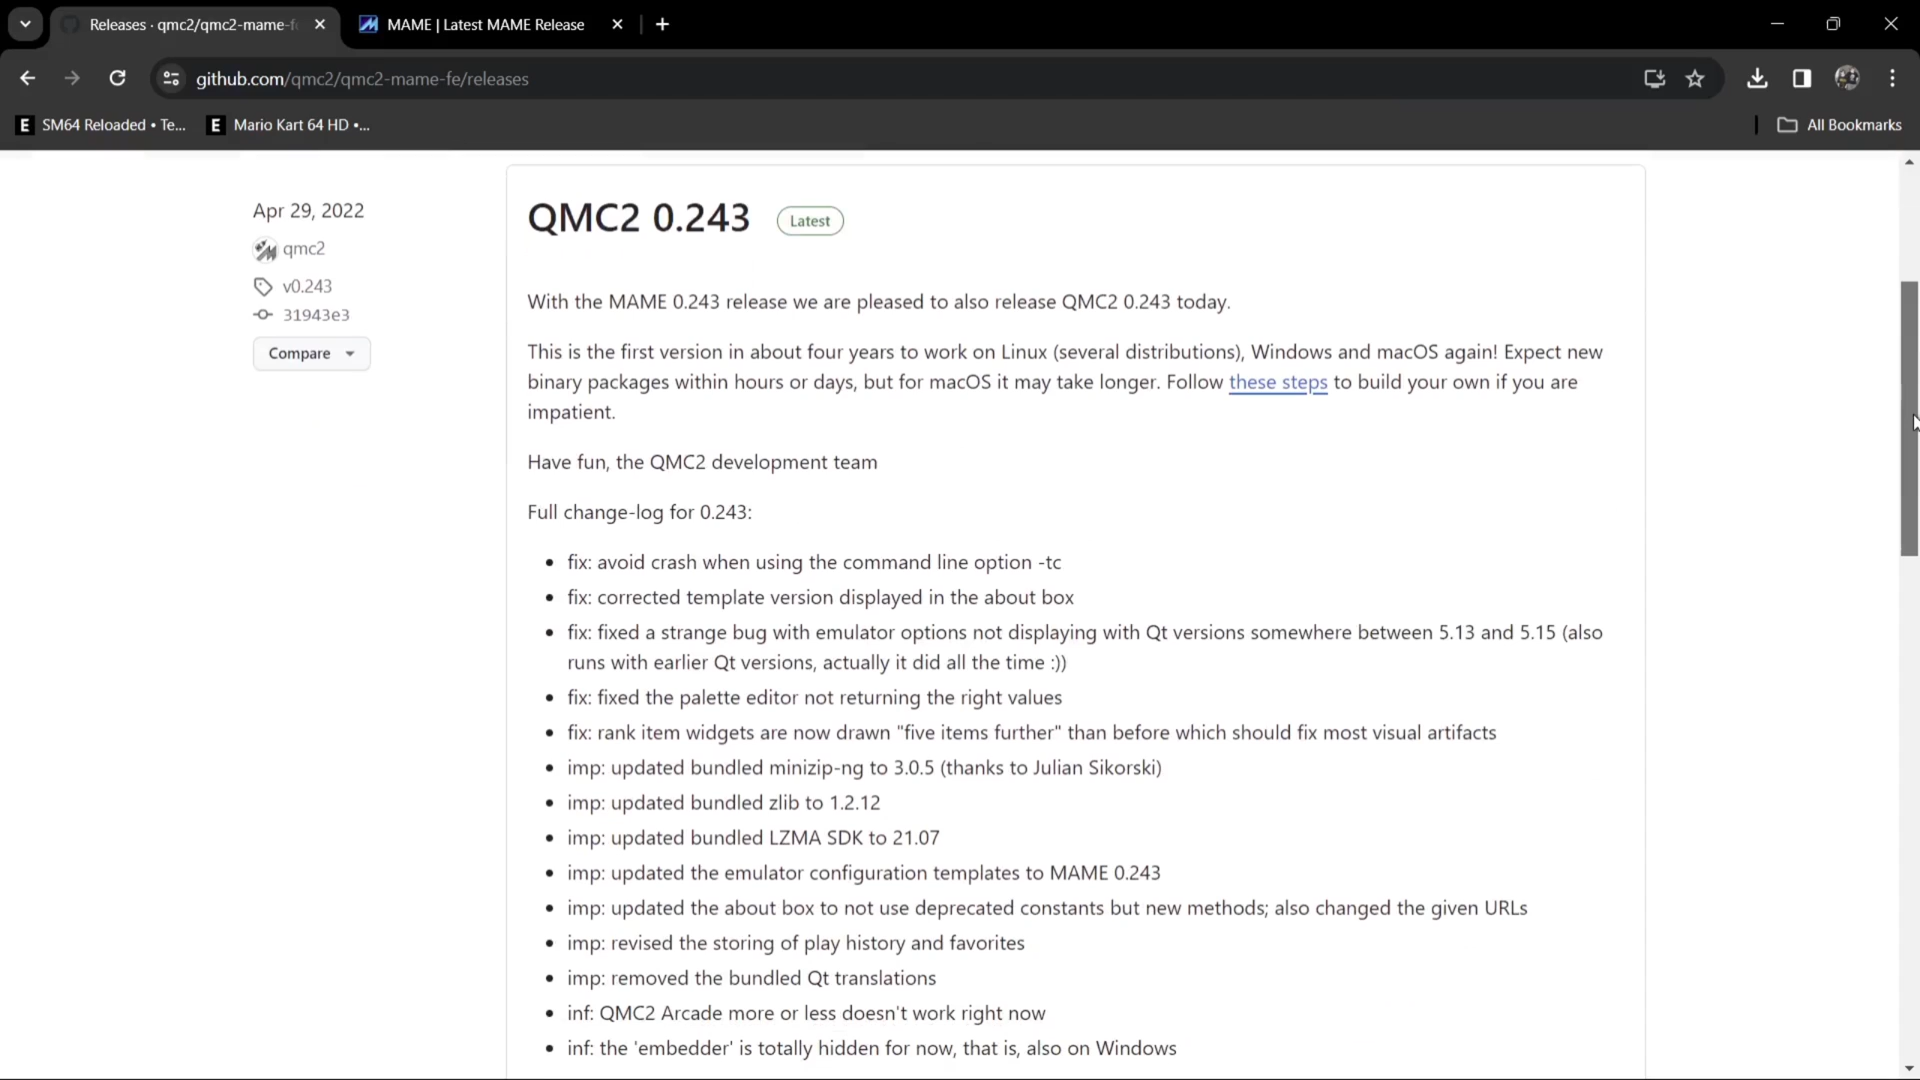 Releases · qmc2/qmc2-mame-f
MAME | Latest MAME Release
github.com/qmc2/qmc2-mame-fe/releases
E SM64 Reloaded • Te...
E Mario Kart 64 HD •...
All Bookmarks
Apr 29, 2022
qmc2
v0.243
31943e3
Compare
QMC2 0.243 Latest
With the MAME 0.243 release we are pleased to also release QMC2 0.243 today.
This is the first version in about four years to work on Linux (several distributions), Windows and macOS again! Expect new
binary packages within hours or days, but for macOS it may take longer. Follow these steps to build your own if you are
impatient.
Have fun, the QMC2 development team
Full change-log for 0.243:
• fix: avoid crash when using the command line option -tc
• fix: corrected template version displayed in the about box
• fix: fixed a strange bug with emulator options not displaying with Qt versions somewhere between 5.13 and 5.15 (also
runs with earlier Qt versions, actually it did all the time :))
• fix: fixed the palette editor not returning the right values
• fix: rank item widgets are now drawn "five items further" than before which should fix most visual artifacts
• imp: updated bundled minizip-ng to 3.0.5 (thanks to Julian Sikorski)
• imp: updated bundled zlib to 1.2.12
• imp: updated bundled LZMA SDK to 21.07
• imp: updated the emulator configuration templates to MAME 0.243
• imp: updated the about box to not use deprecated constants but new methods; also changed the given URLs
• imp: revised the storing of play history and favorites
• imp: removed the bundled Qt translations
• inf: QMC2 Arcade more or less doesn't work right now
• inf: the 'embedder' is totally hidden for now, that is, also on Windows